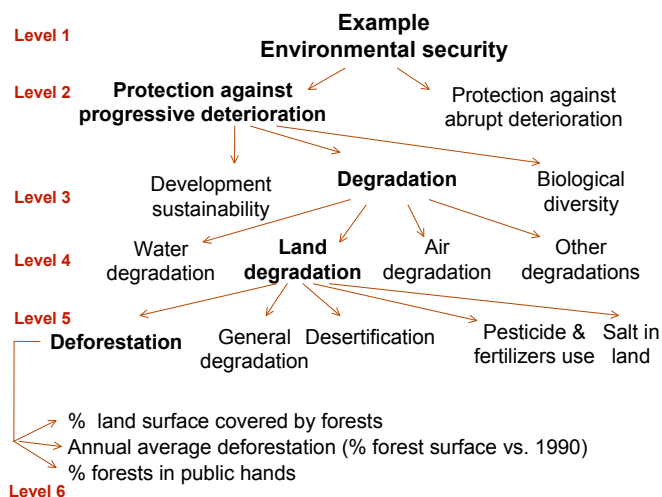 Level 1
Example
Environmental security
Level 2
Protection against
progressive deterioration
Protection against
abrupt deterioration
Level 3
Development
sustainability
Degradation
Biological
diversity
Level 4
Water
degradation
Land
degradation
Air
degradation
Other
degradations
Level 5
Deforestation
General
degradation
Desertification
Pesticide &
fertilizers use
Salt in
land
% land surface covered by forests
Annual average deforestation (% forest surface vs. 1990)
% forests in public hands
Level 6